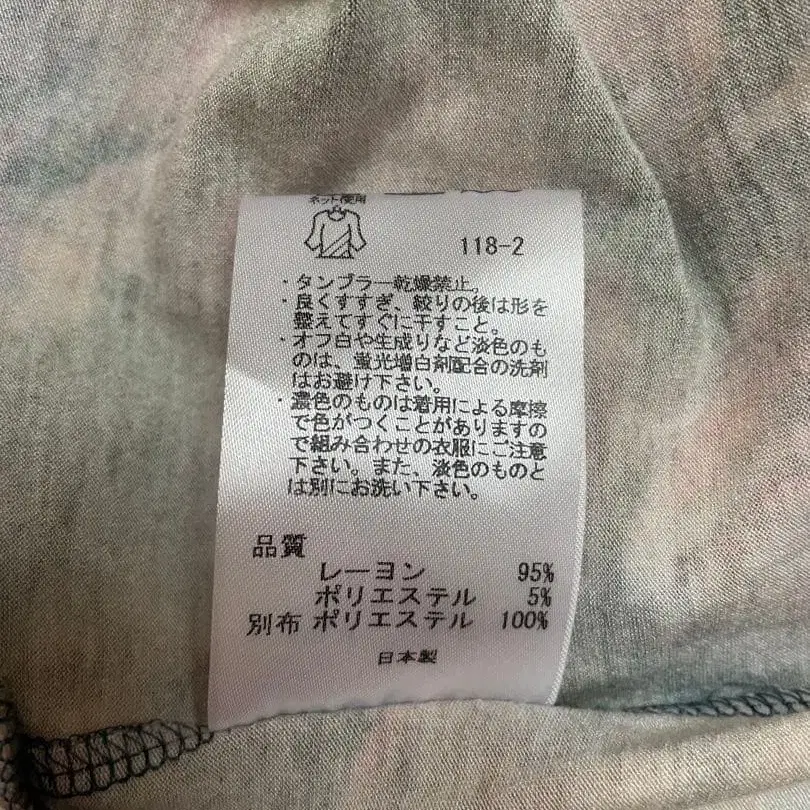 ネット使用
118-2
・タンブラー乾燥禁止。
・良くすすぎ、絞りの後は形を
整えてすぐに干すこと。
・オフ白や生成りなど淡色のも
のは、蛍光増白剤配合の洗剤
はお避け下さい。
・濃色のものは着用による摩擦
で色がつくことがありますの
で組み合わせの衣服にご注意
下さい。また、淡色のものと
は別にお洗い下さい。
品質
レーヨン 95%
ポリエステル 5%
別布 ポリエステル 100%
日本製